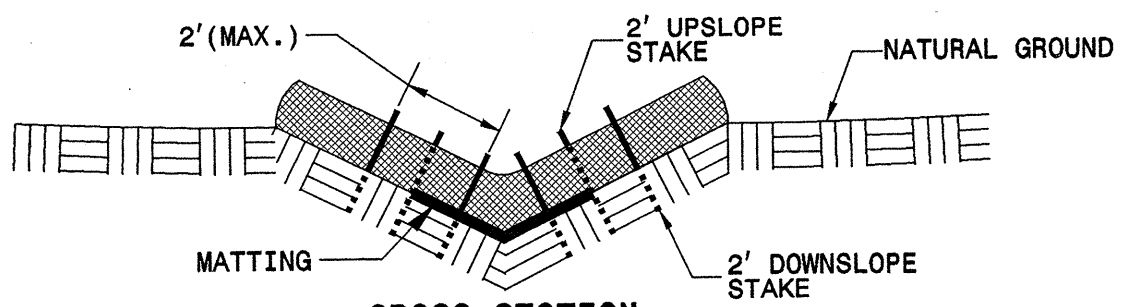 2' UPSLOPE
STAKE
2'(MAX.)
NATURAL GROUND
MATTING
2' DOWNSLOPE
STAKE